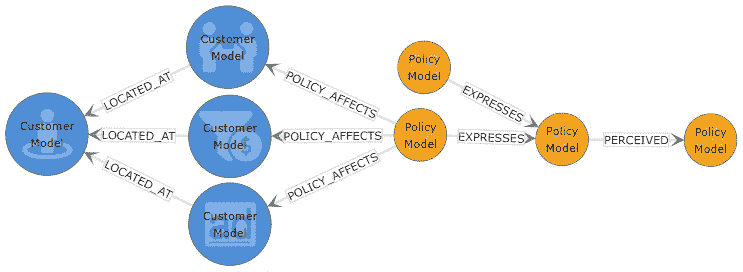 Customer
Model
LOCATED_AT
Customer
Model
LOCATED_AT
Customer
Model
LOCATED_AT
Customer
Model
POLICY_AFFECTS
POLICY_AFFECTS
POLICY_AFFECTS
Policy
Model
Policy
Model
EXPRESSES
EXPRESSES
Policy
Model
PERCEIVED
Policy
Model